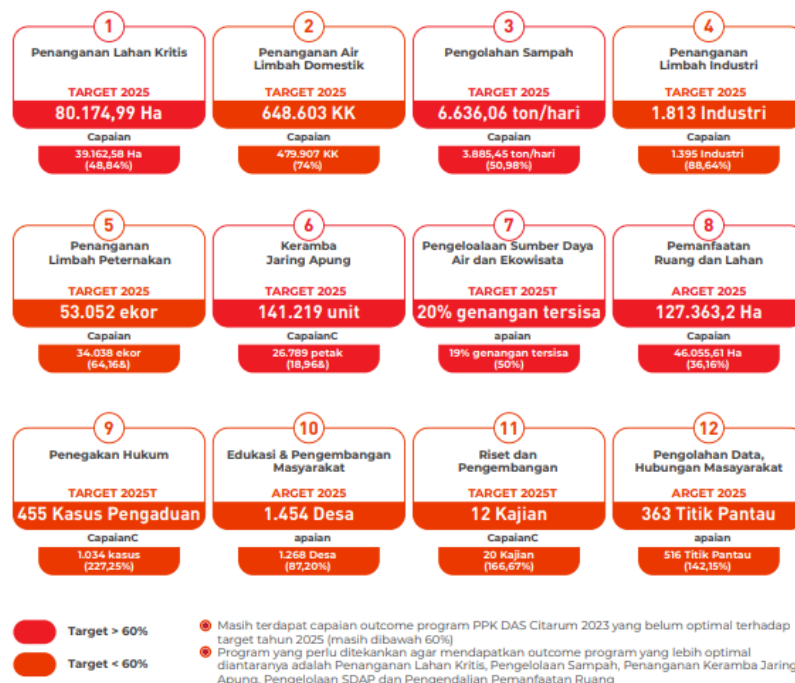 1
Penanganan Lahan Kritis
TARGET 2025
80.174,99 Ha
Capaian
39.162,58 Ha
(48,84%)
2
Penanganan Air
Limbah Domestik
TARGET 2025
648.603 KK
Capaian
479.907 KK
(74%)
3
Pengolahan Sampah
TARGET 2025
6.636,06 ton/hari
Capaian
3.885,45 ton/hari
(50,98%)
4
Penanganan
Limbah Industri
TARGET 2025
1.813 Industri
Capaian
1.395 Industri
(88,64%)
5
Penanganan
Limbah Peternakan
TARGET 2025
53.052 ekor
Capaian
34.038 ekor
(64,16&)
6
Keramba
Jaring Apung
TARGET 2025
141.219 unit
CapaianC
26.789 petak
(18,96&)
7
Pengeloalaan Sumber Daya
Air dan Ekowisata
TARGET 2025T
20% genangan tersisa
apaian
19% genangan tersisa
(50%)
8
Pemanfaatan
Ruang dan Lahan
ARGET 2025
127.363,2 Ha
apaian
46.055,61 Ha
(36,16%)
9
Penegakan Hukum
TARGET 2025T
455 Kasus Pengaduan
CapaianC
1.034 kasus
(227,25%)
10
Edukasi & Pengembangan
Masyarakat
ARGET 2025
1.454 Desa
apaian
1.268 Desa
(87,20%)
11
Riset dan
Pengembangan
TARGET 2025T
12 Kajian
CapaianC
20 Kajian
(166,67%)
12
Pengolahan Data,
Hubungan Masayarakat
ARGET 2025
363 Titik Pantau
apaian
516 Titik Pantau
(142,15%)
Target > 60%
Target < 60%
Masih terdapat capaian outcome program PPK DAS Citarum 2023 yang belum optimal terhadap
target tahun 2025 (masih dibawah 60%)
Program yang perlu ditekankan agar mendapatkan outcome program yang lebih optimal
diantaranya adalah Penanganan Lahan Kritis, Pengelolaan Sampah, Penanganan Keramba Jaring
Apung, Pengelolaan SDAP dan Pengendalian Pemanfaatan Ruang